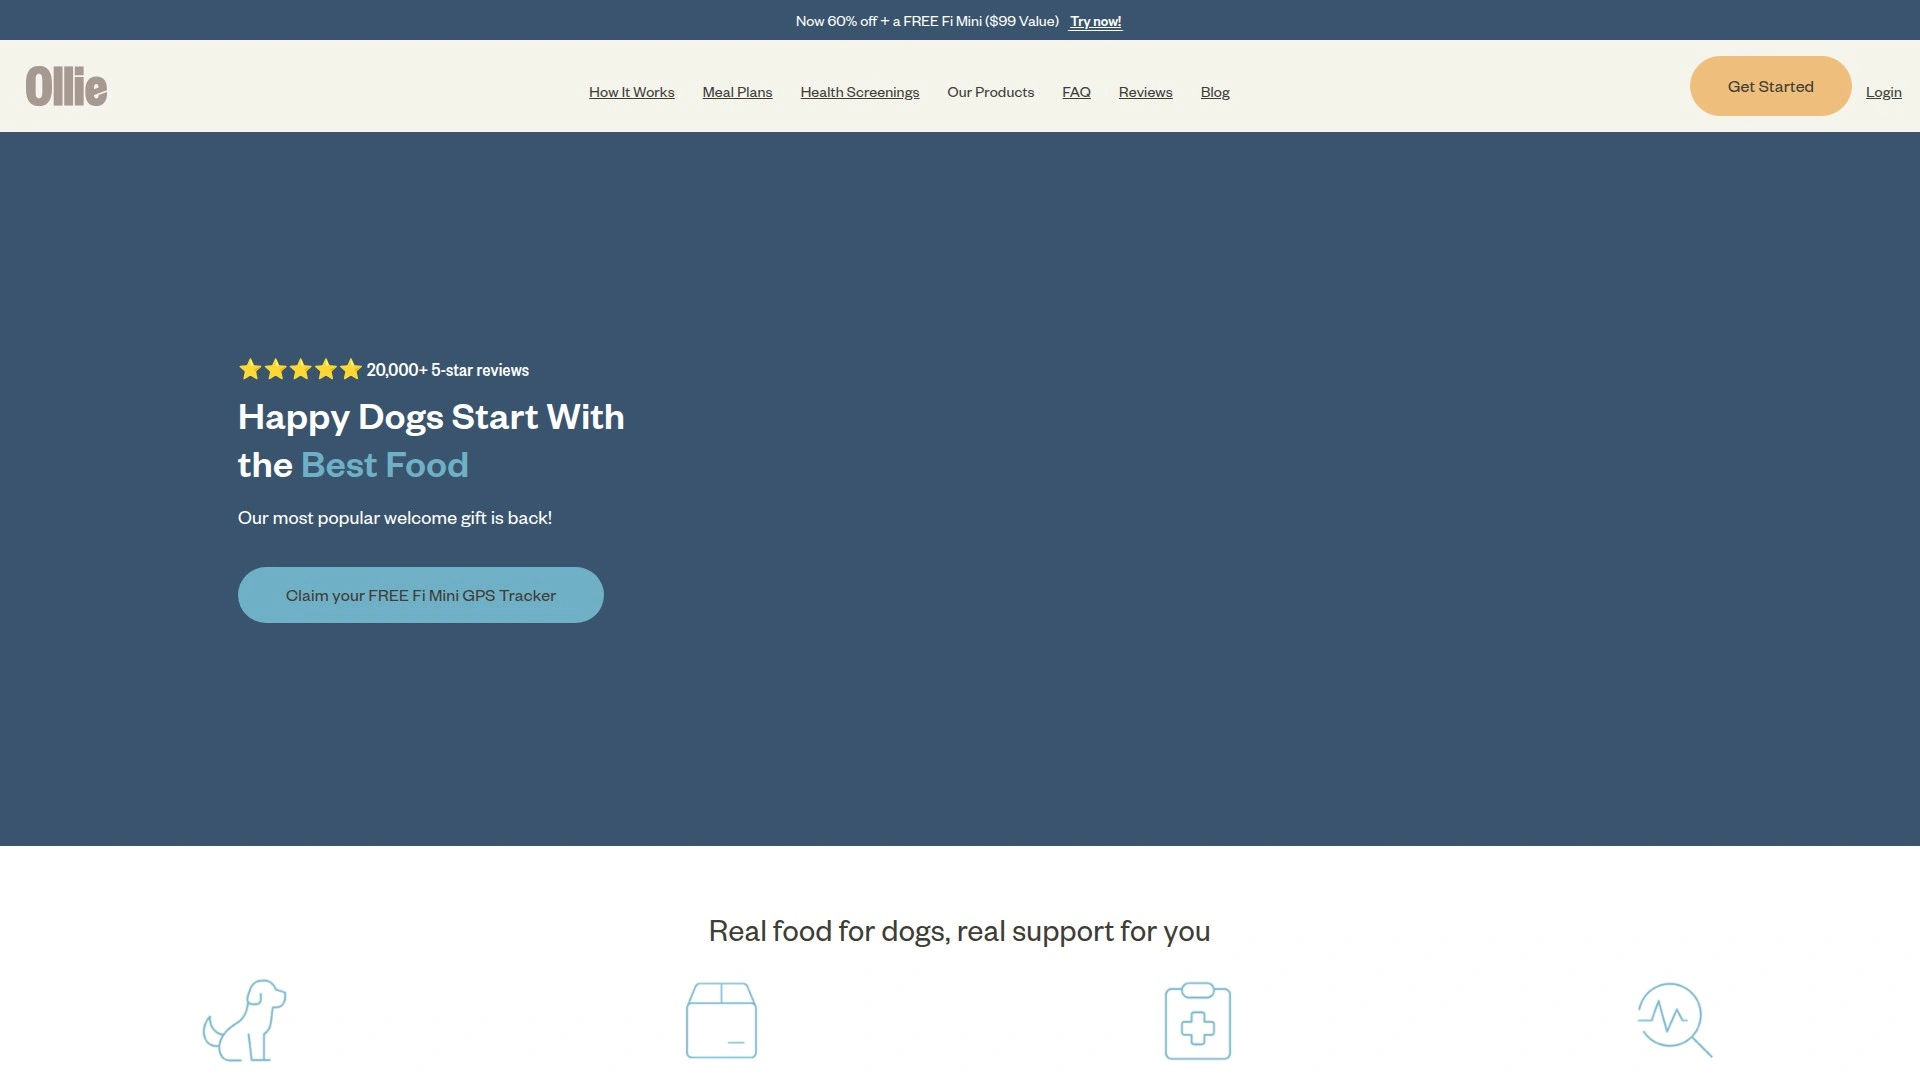 Now 60% off + a FREE Fi Mini ($99 Value) Try now!
Ollie
How It Works
Meal Plans
Health Screenings
Our Products
FAQ
Reviews
Blog
Get Started
Login
20,000+ 5-star reviews
Happy Dogs Start With
the Best Food
Our most popular welcome gift is back!
Claim your FREE Fi Mini GPS Tracker
Real food for dogs, real support for you